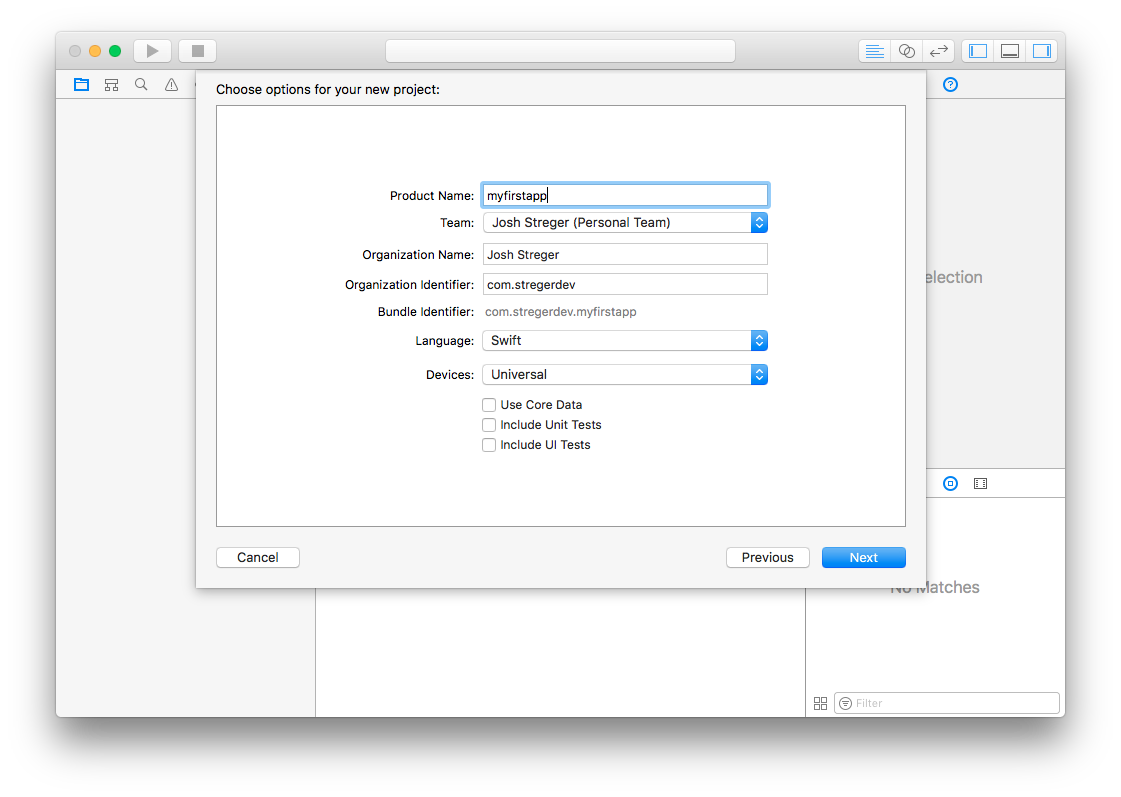 Choose options for your new project:
Product Name: myfirstapp
Team: Josh Streger (Personal Team)
Organization Name: Josh Streger
Organization Identifier: com.stregerdev
election
Bundle Identifier: com.stregerdev.myfirstapp
Language: Swift
Devices: Universal
Use Core Data
Include Unit Tests
Include UI Tests
Cancel Previous Next
No Matches
Filter